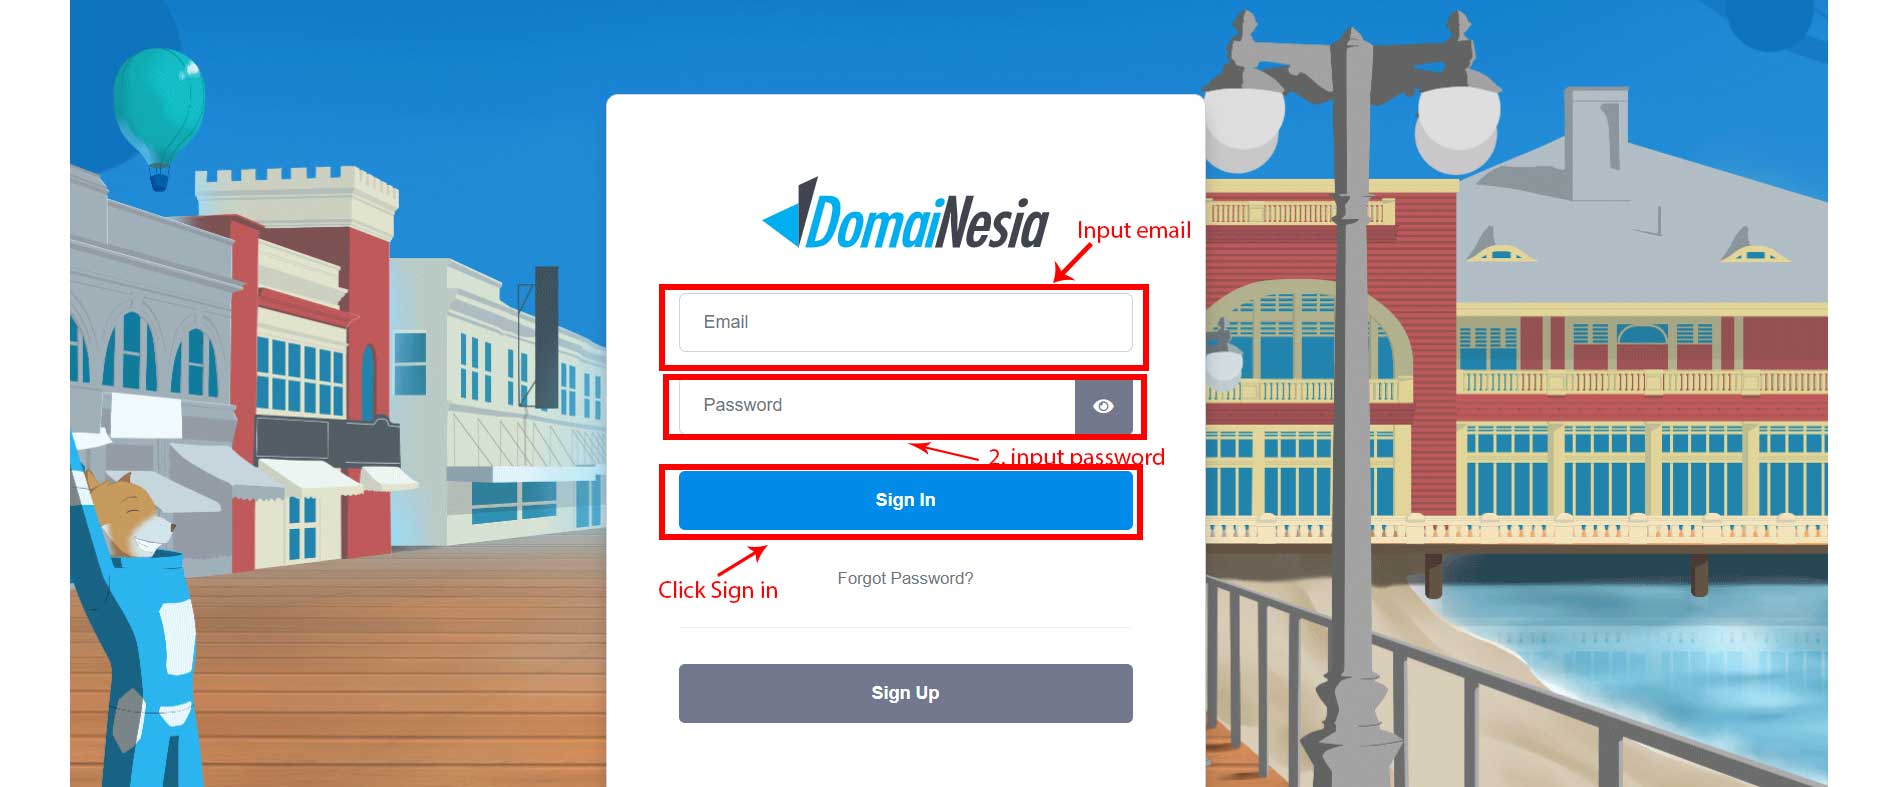 DomaiNesia
Input email
Email
Password
2. input password
Sign In
Click Sign in
Forgot Password?
Sign Up